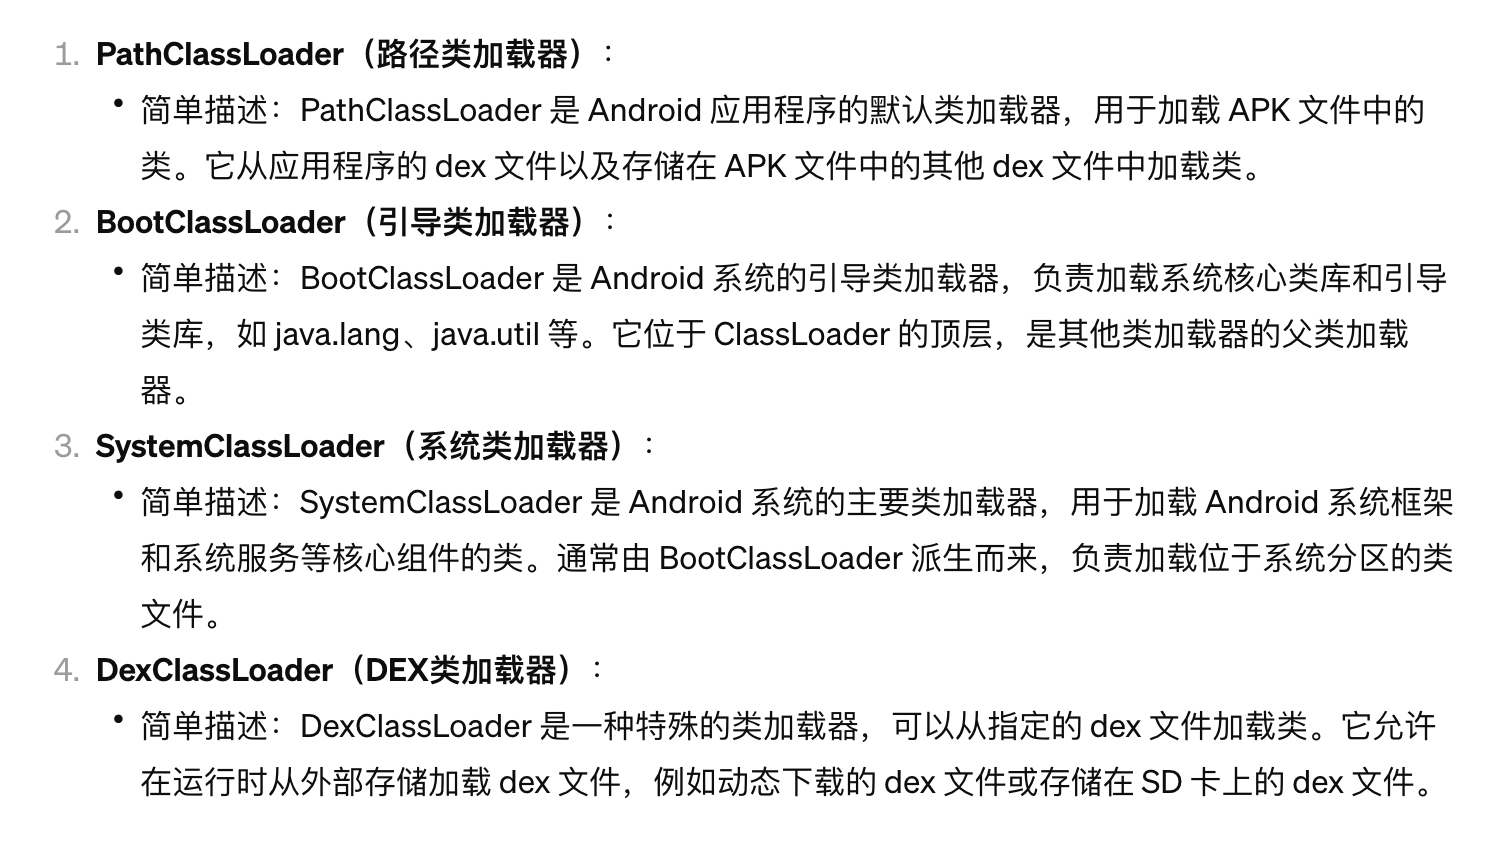 1. PathClassLoader（路径类加载器）：
• 简单描述：PathClassLoader 是 Android 应用程序的默认类加载器，用于加载 APK 文件中的
类。它从应用程序的 dex 文件以及存储在 APK 文件中的其他 dex 文件中加载类。
2. BootClassLoader（引导类加载器）：
• 简单描述：BootClassLoader 是 Android 系统的引导类加载器，负责加载系统核心类库和引导
类库，如 java.lang、java.util 等。它位于 ClassLoader 的顶层，是其他类加载器的父类加载
器。
3. SystemClassLoader（系统类加载器）：
• 简单描述：SystemClassLoader 是 Android 系统的主要类加载器，用于加载 Android 系统框架
和系统服务等核心组件的类。通常由 BootClassLoader 派生而来，负责加载位于系统分区的类
文件。
4. DexClassLoader（DEX类加载器）：
• 简单描述：DexClassLoader 是一种特殊的类加载器，可以从指定的 dex 文件加载类。它允许
在运行时从外部存储加载 dex 文件，例如动态下载的 dex 文件或存储在 SD 卡上的 dex 文件。